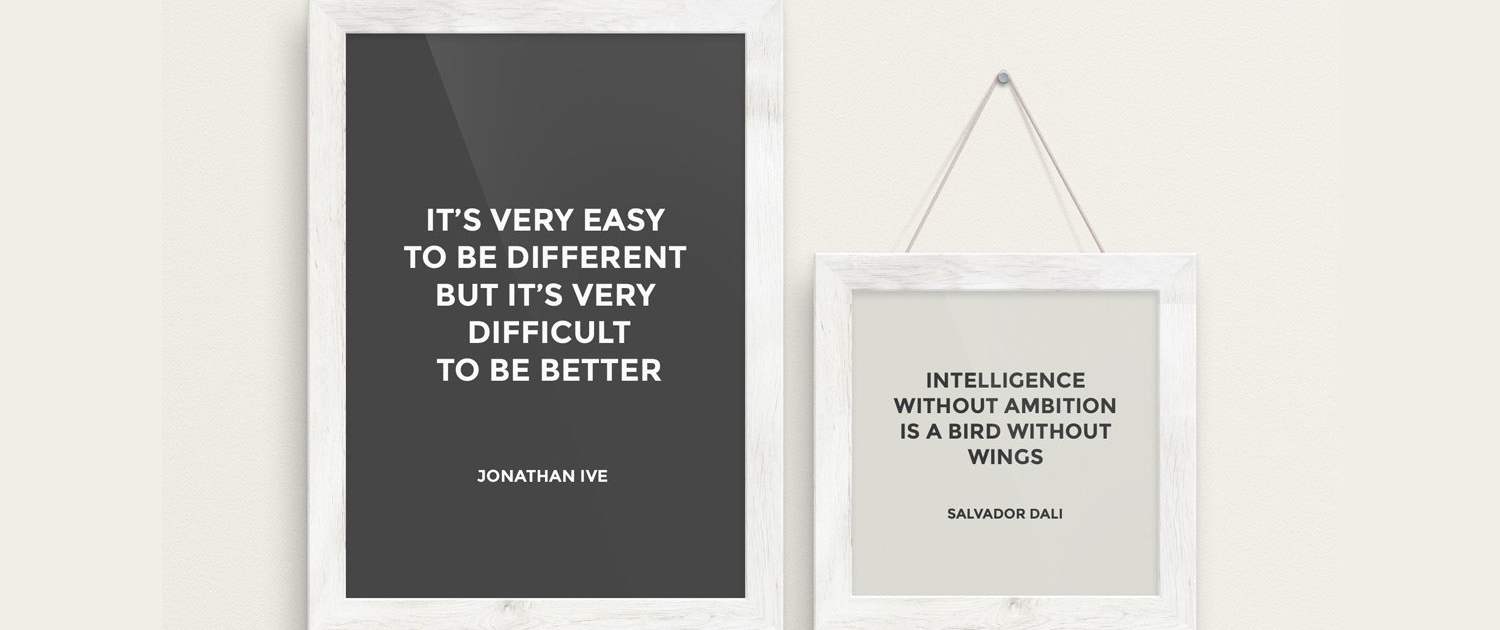 IT’S VERY EASY
TO BE DIFFERENT
BUT IT’S VERY
DIFFICULT
TO BE BETTER
JONATHAN IVE
INTELLIGENCE
WITHOUT AMBITION
IS A BIRD WITHOUT
WINGS
SALVADOR DALI